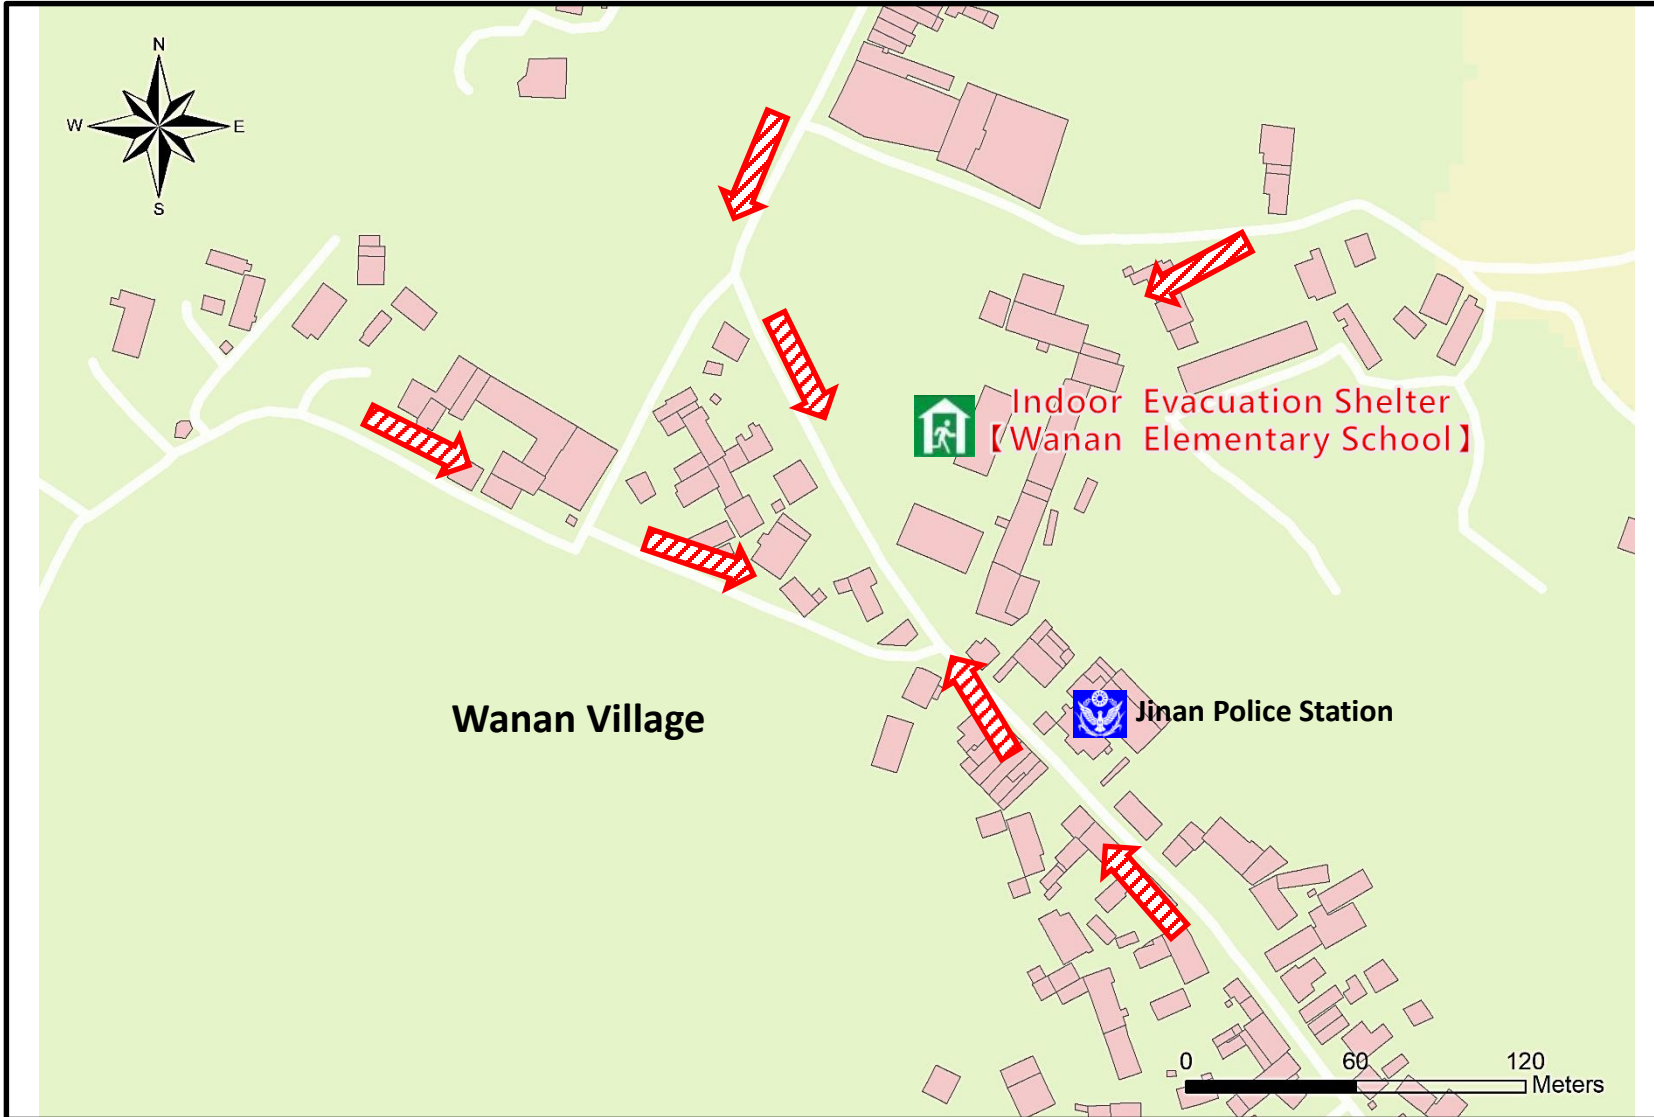 N
W E
S
Indoor Evacuation Shelter
【Wanan Elementary School】
Wanan Village
Jinan Police Station
0 60 120
Meters